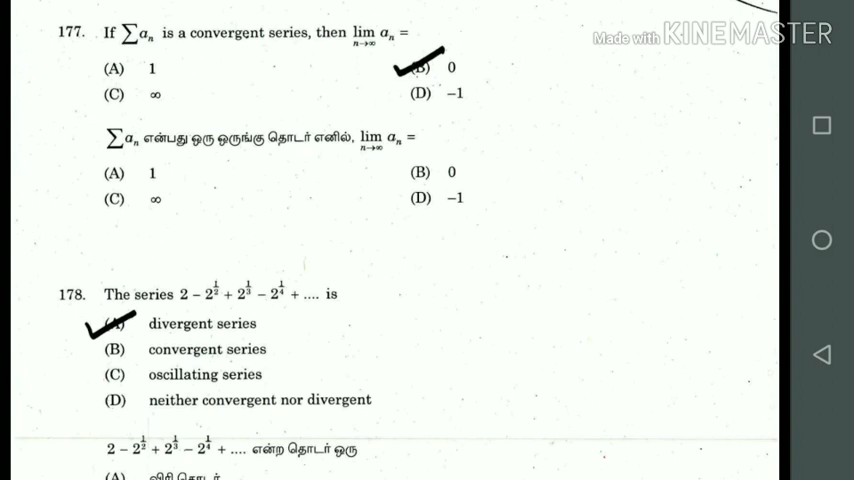 177. If ∑aₙ is a convergent series, then lim n→∞ aₙ =
(A) 1 (B) 0
(C) ∞ (D) −1
∑aₙ என்பது ஒரு ஒருங்கு தொடர் எனில், lim n→∞ aₙ =
(A) 1 (B) 0
(C) ∞ (D) −1
178. The series 2 − 2^(1/2) + 2^(1/3) − 2^(1/4) + .... is
(A) divergent series
(B) convergent series
(C) oscillating series
(D) neither convergent nor divergent
2 − 2^(1/2) + 2^(1/3) − 2^(1/4) + .... என்ற தொடர் ஒரு
(A) விரி தொடர்
Made with KINEMASTER